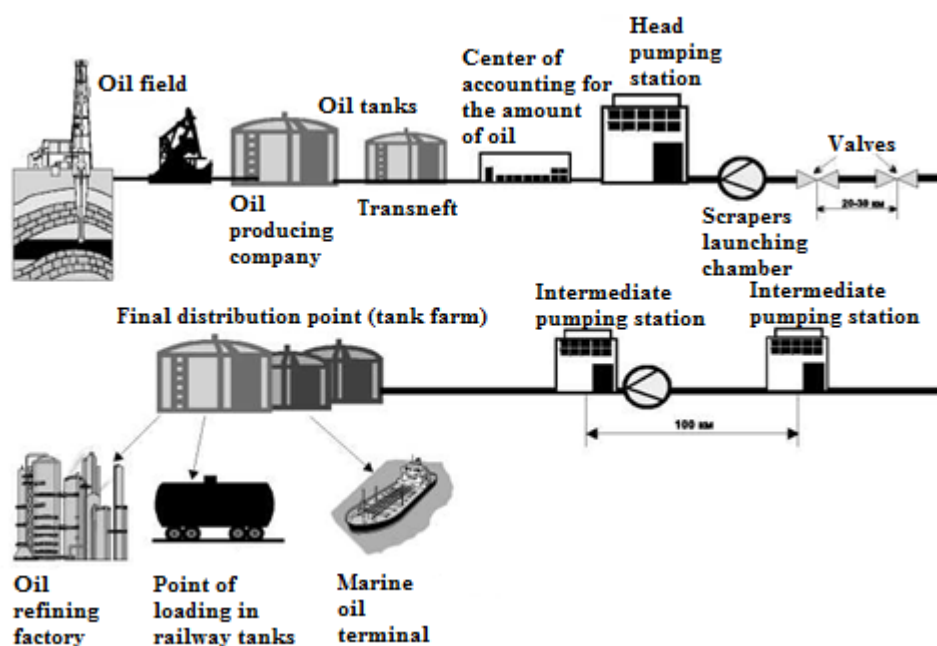 Oil field
Oil tanks
Center of
accounting for
the amount
of oil
Head
pumping
station
Valves
20-30 км
Oil
producing
company
Transneft
Scrapers
launching
chamber
Final distribution point (tank farm)
Intermediate
pumping station
Intermediate
pumping station
100 км
Oil
refining
factory
Point of
loading in
railway tanks
Marine
oil
terminal